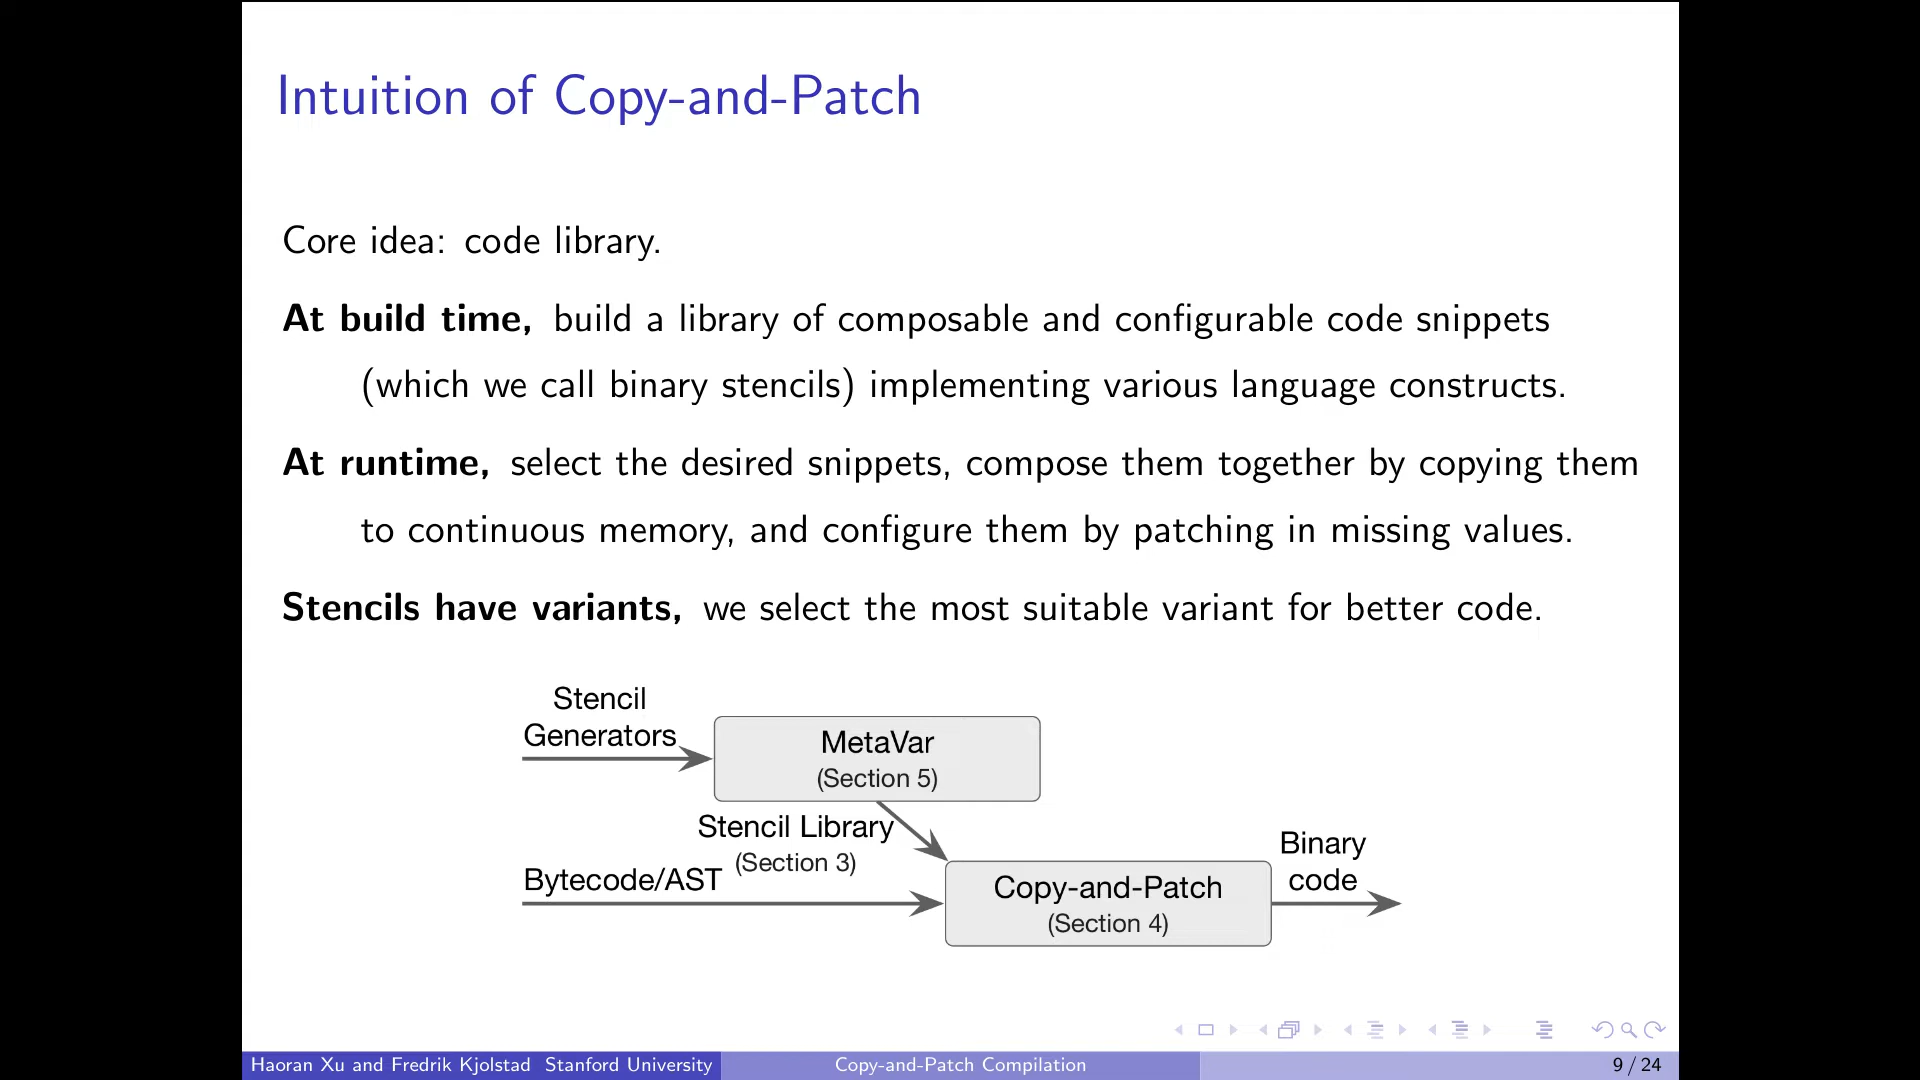 Intuition of Copy-and-Patch
Core idea: code library.
At build time, build a library of composable and configurable code snippets
(which we call binary stencils) implementing various language constructs.
At runtime, select the desired snippets, compose them together by copying them
to continuous memory, and configure them by patching in missing values.
Stencils have variants, we select the most suitable variant for better code.
Stencil
Generators
MetaVar
(Section 5)
Stencil Library
(Section 3)
Bytecode/AST
Copy-and-Patch
(Section 4)
Binary
code
Haoran Xu and Fredrik Kjolstad Stanford University
Copy-and-Patch Compilation
9 / 24